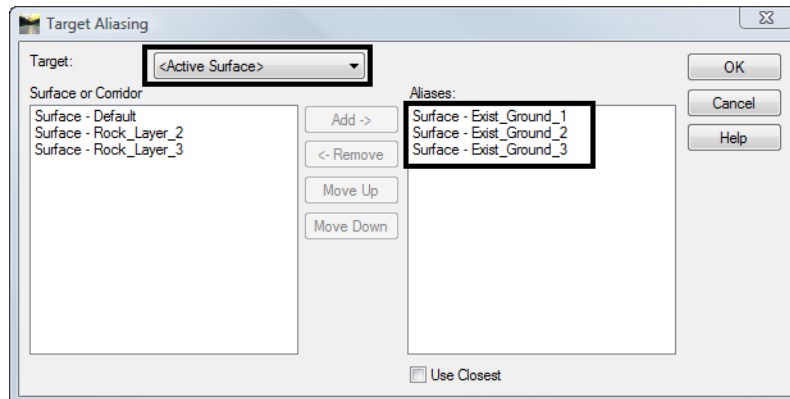 Target Aliasing
Target:
<Active Surface>
OK
Surface or Corridor
Aliases:
Cancel
Surface - Default
Surface - Rock_Layer_2
Surface - Rock_Layer_3
Add ->
<- Remove
Move Up
Move Down
Surface - Exist_Ground_1
Surface - Exist_Ground_2
Surface - Exist_Ground_3
Help
Use Closest